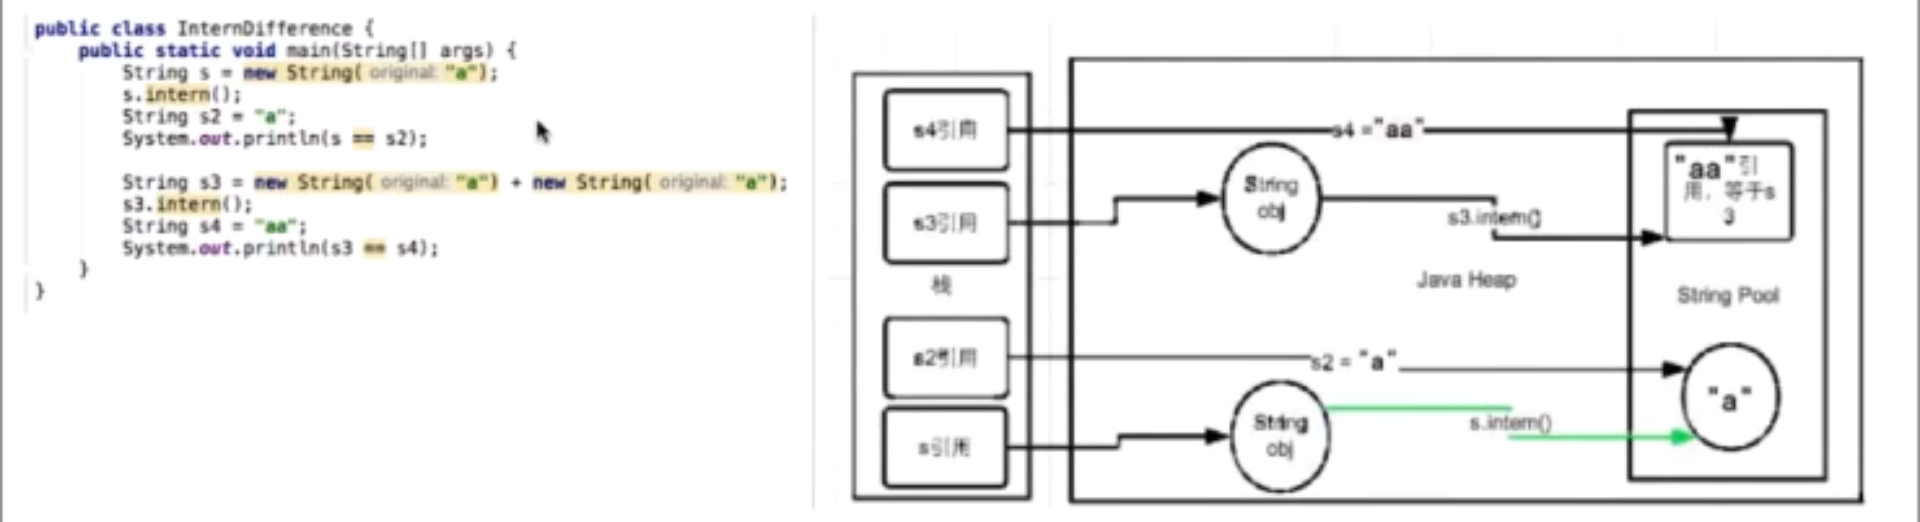 public class InternDifference {
public static void main(String[] args) {
String s = new String( original: "a");
s.intern();
String s2 = "a";
System.out.println(s == s2);
String s3 = new String( original: "a") + new String( original: "a");
s3.intern();
String s4 = "aa";
System.out.println(s3 == s4);
}
}
s4引用
s3引用
栈
s2引用
s引用
s4 ="aa"
String
obj
s3.intern()
Java Heap
s2 = "a"
String
obj
s.intern()
"aa"引
用，等于s
3
String Pool
"a"